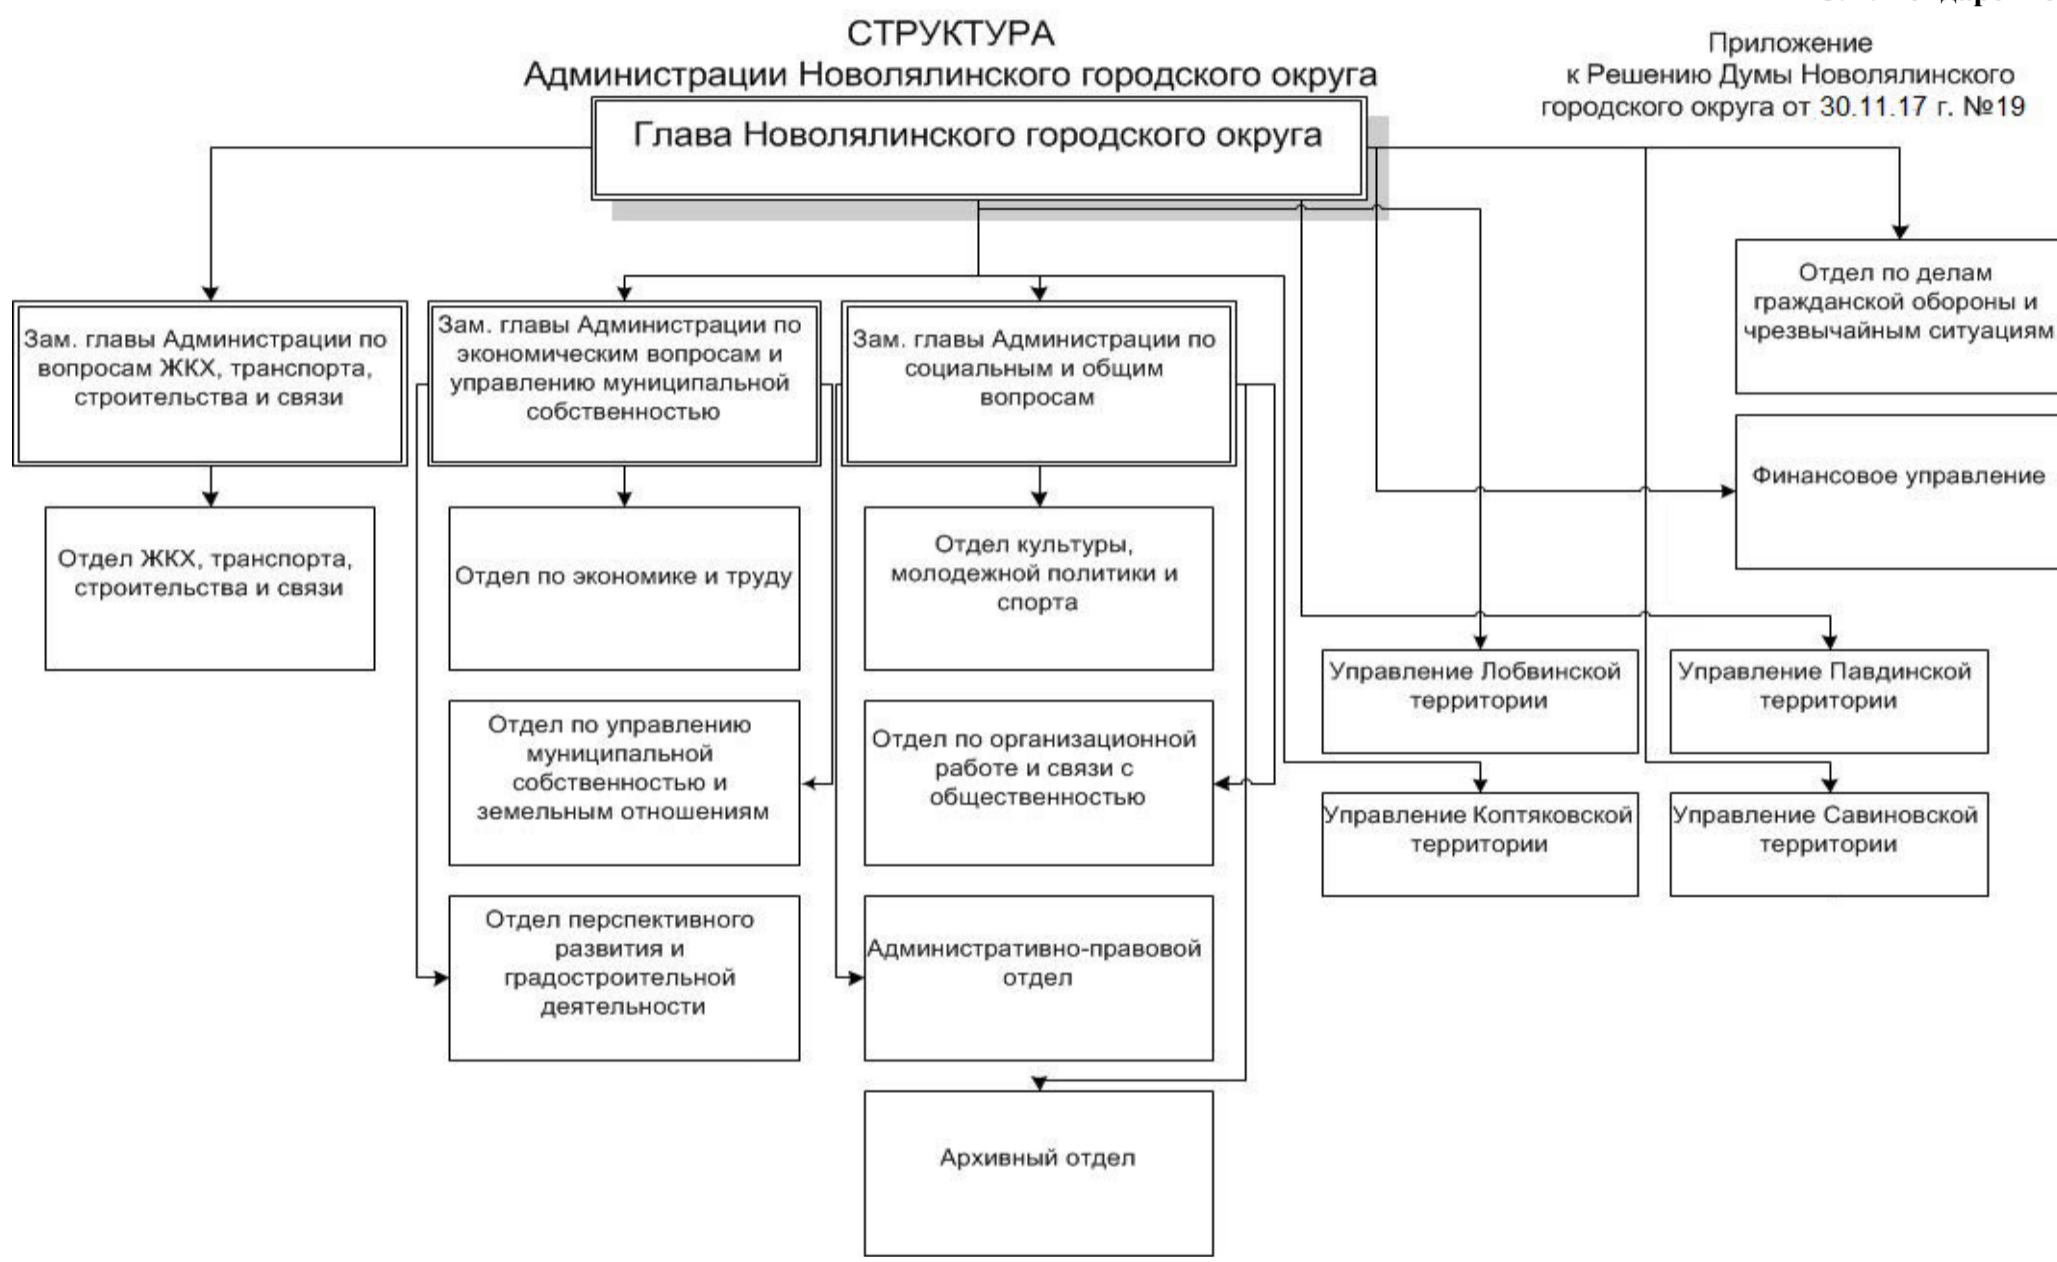 СТРУКТУРА
Администрации Новолялинского городского округа
Приложение
к Решению Думы Новолялинского
городского округа от 30.11.17 г. №19
Глава Новолялинского городского округа
Зам. главы Администрации по
вопросам ЖКХ, транспорта,
строительства и связи
Зам. главы Администрации по
экономическим вопросам и
управлению муниципальной
собственностью
Зам. главы Администрации по
социальным и общим
вопросам
Отдел по делам
гражданской обороны и
чрезвычайным ситуациям
Финансовое управление
Отдел ЖКХ, транспорта,
строительства и связи
Отдел по экономике и труду
Отдел культуры,
молодежной политики и
спорта
Управление Лобвинской
территории
Управление Павдинской
территории
Отдел по управлению
муниципальной
собственностью и
земельным отношениям
Отдел по организационной
работе и связи с
общественностью
Управление Коптяковской
территории
Управление Савиновской
территории
Отдел перспективного
развития и
градостроительной
деятельности
Административно-правовой
отдел
Архивный отдел